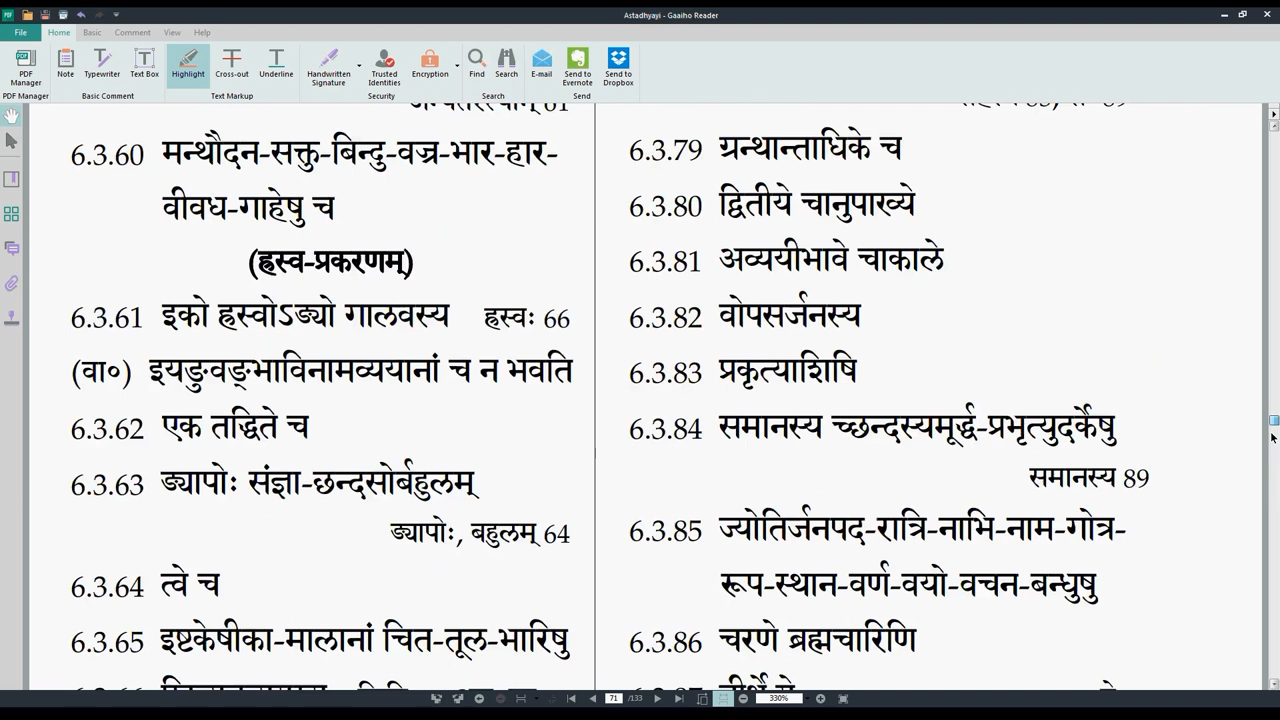 Astadhyayi - Gaaiho Reader
File Home Basic Comment View Help
PDF Manager Note Typewriter Text Box Highlight Cross-out Underline Handwritten Signature Trusted Identities Encryption Find Search E-mail Send to Evernote Send to Dropbox
PDF Manager Basic Comment Text Markup Security Search Send
6.3.60 मन्थौदन-सक्तु-बिन्दु-वज्र-भार-हार-
वीवध-गाहेषु च
(ह्रस्व-प्रकरणम्)
6.3.61 इको ह्रस्वोऽङ्यो गालवस्य ह्रस्वः 66
(वा०) इयङुवङ्भाविनामव्ययानां च न भवति
6.3.62 एक तद्धिते च
6.3.63 ङ्यापोः संज्ञा-छन्दसोर्बहुलम्
ङ्यापोः, बहुलम् 64
6.3.64 त्वे च
6.3.65 इष्टकेषीका-मालानां चित-तूल-भारिषु
6.3.79 ग्रन्थान्ताधिके च
6.3.80 द्वितीये चानुपाख्ये
6.3.81 अव्ययीभावे चाकाले
6.3.82 वोपसर्जनस्य
6.3.83 प्रकृत्याशिषि
6.3.84 समानस्य च्छन्दस्यमूर्द्ध-प्रभृत्युदर्केषु
समानस्य 89
6.3.85 ज्योतिर्जनपद-रात्रि-नाभि-नाम-गोत्र-
रूप-स्थान-वर्ण-वयो-वचन-बन्धुषु
6.3.86 चरणे ब्रह्मचारिणि
71 /133 330%